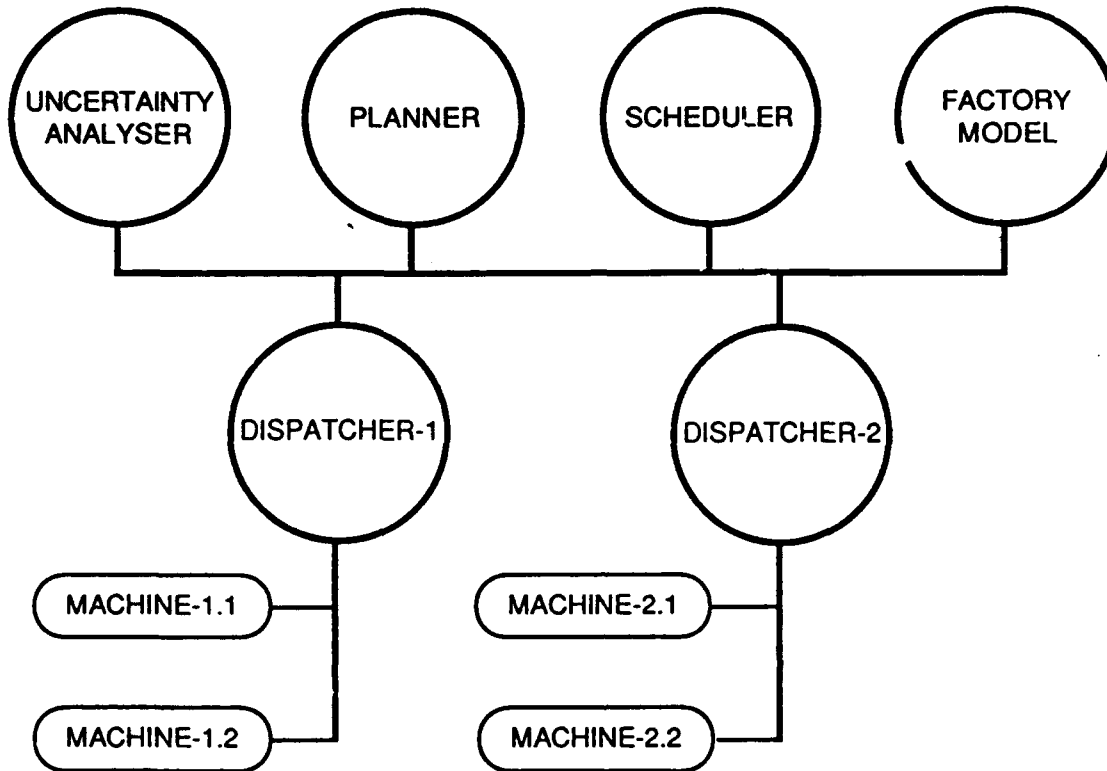 UNCERTAINTY
ANALYSER
PLANNER
SCHEDULER
FACTORY
MODEL
DISPATCHER-1
DISPATCHER-2
MACHINE-1.1
MACHINE-2.1
MACHINE-1.2
MACHINE-2.2